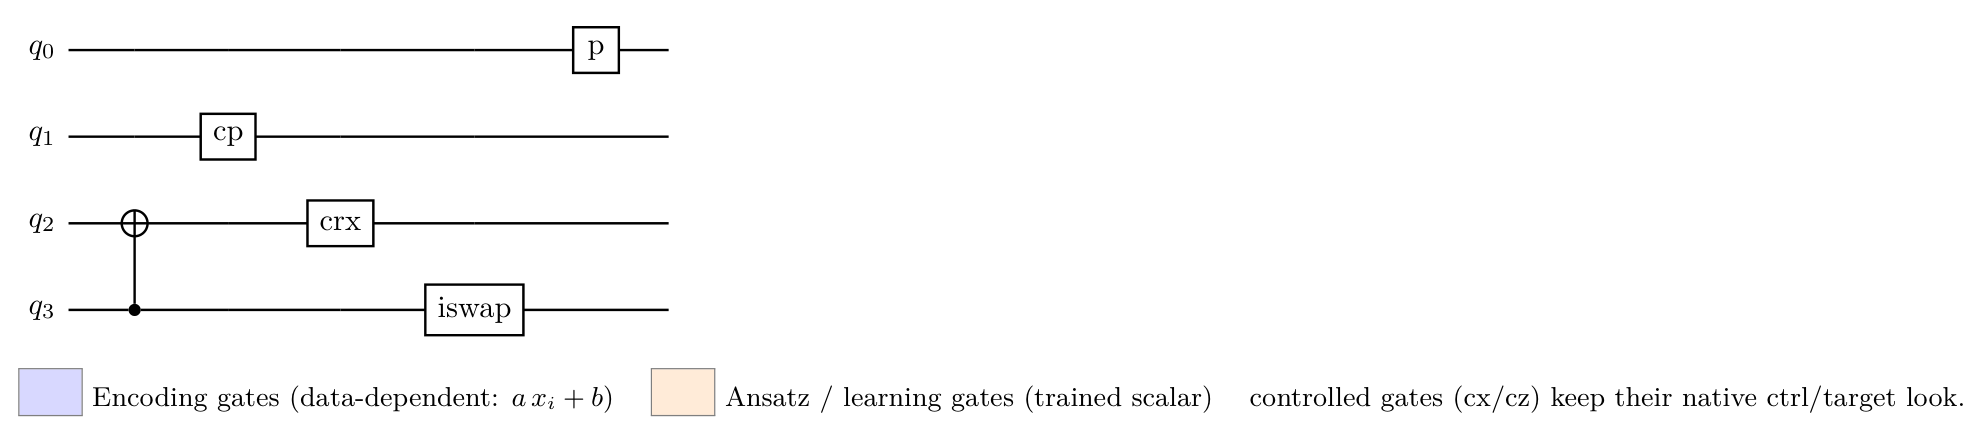 q₀ p
q₁ cp
q₂ crx
q₃ iswap
Encoding gates (data-dependent: a xᵢ + b) Ansatz / learning gates (trained scalar) controlled gates (cx/cz) keep their native ctrl/target look.